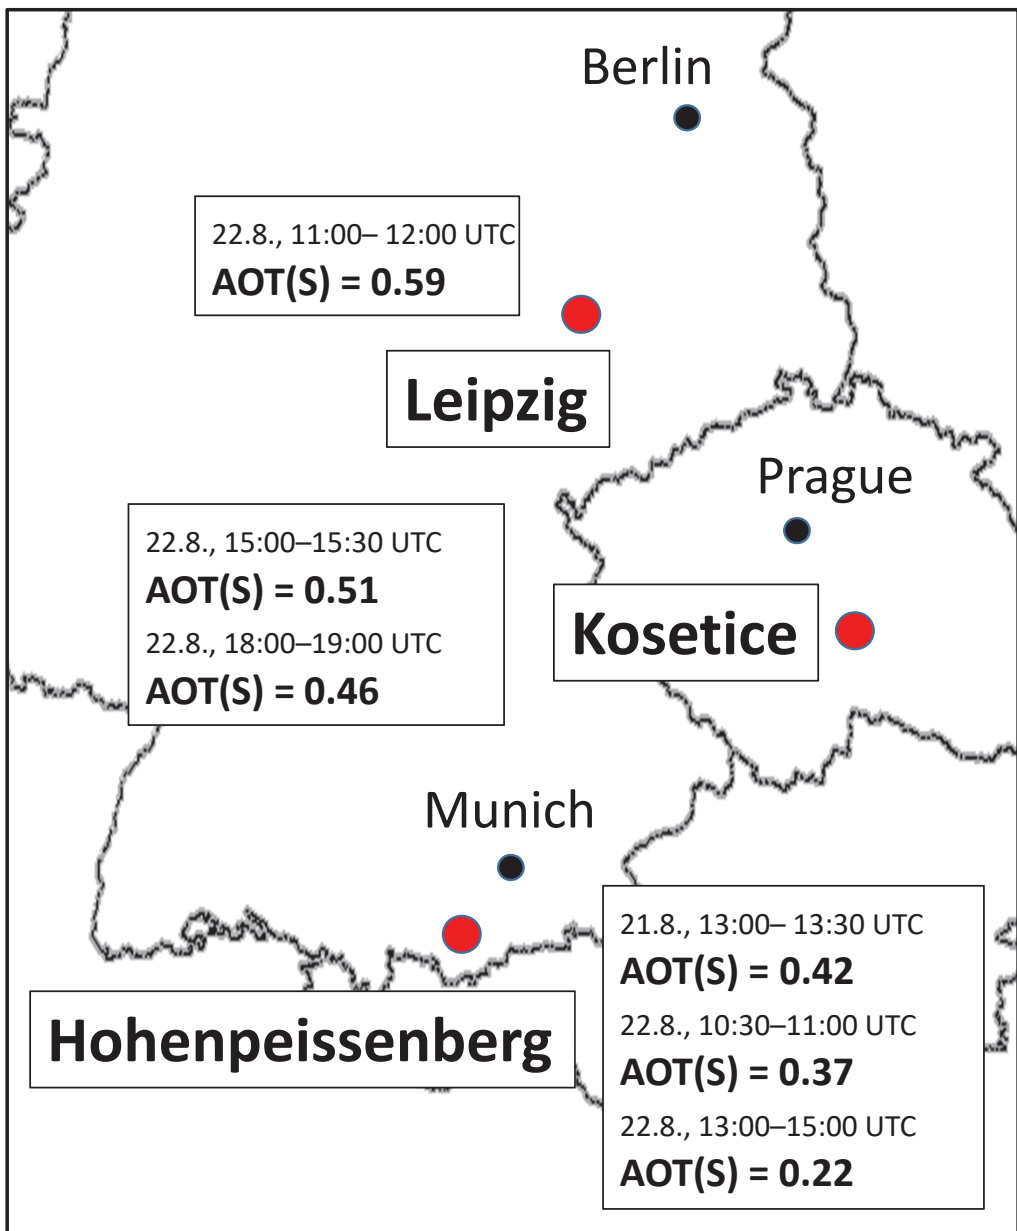 Berlin
22.8., 11:00– 12:00 UTC
AOT(S) = 0.59
Leipzig
Prague
22.8., 15:00–15:30 UTC
AOT(S) = 0.51
22.8., 18:00–19:00 UTC
AOT(S) = 0.46
Kosetice
Munich
21.8., 13:00– 13:30 UTC
AOT(S) = 0.42
22.8., 10:30–11:00 UTC
AOT(S) = 0.37
22.8., 13:00–15:00 UTC
AOT(S) = 0.22
Hohenpeissenberg